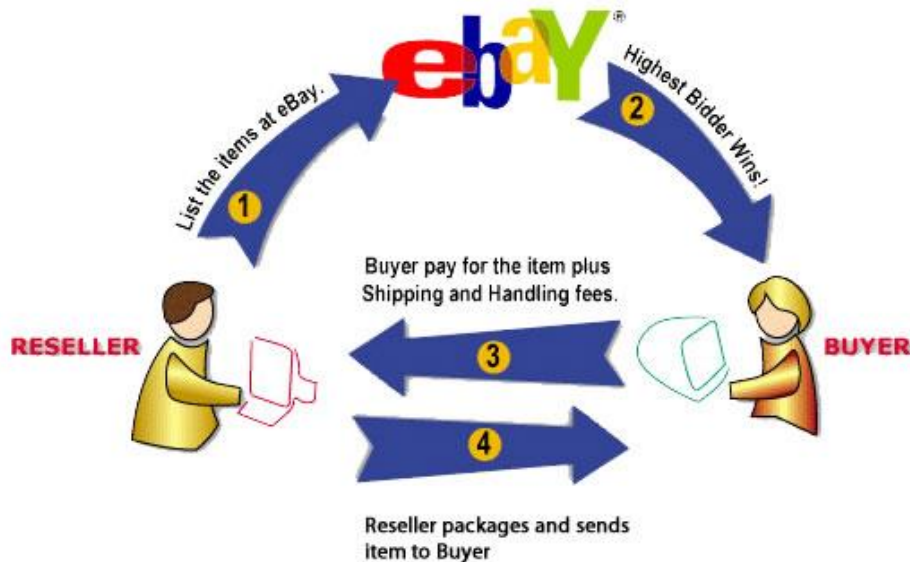 ebaY®
List the items at eBay.
1
Highest Bidder Wins!
2
Buyer pay for the item plus
Shipping and Handling fees.
RESELLER
3
BUYER
4
Reseller packages and sends
item to Buyer